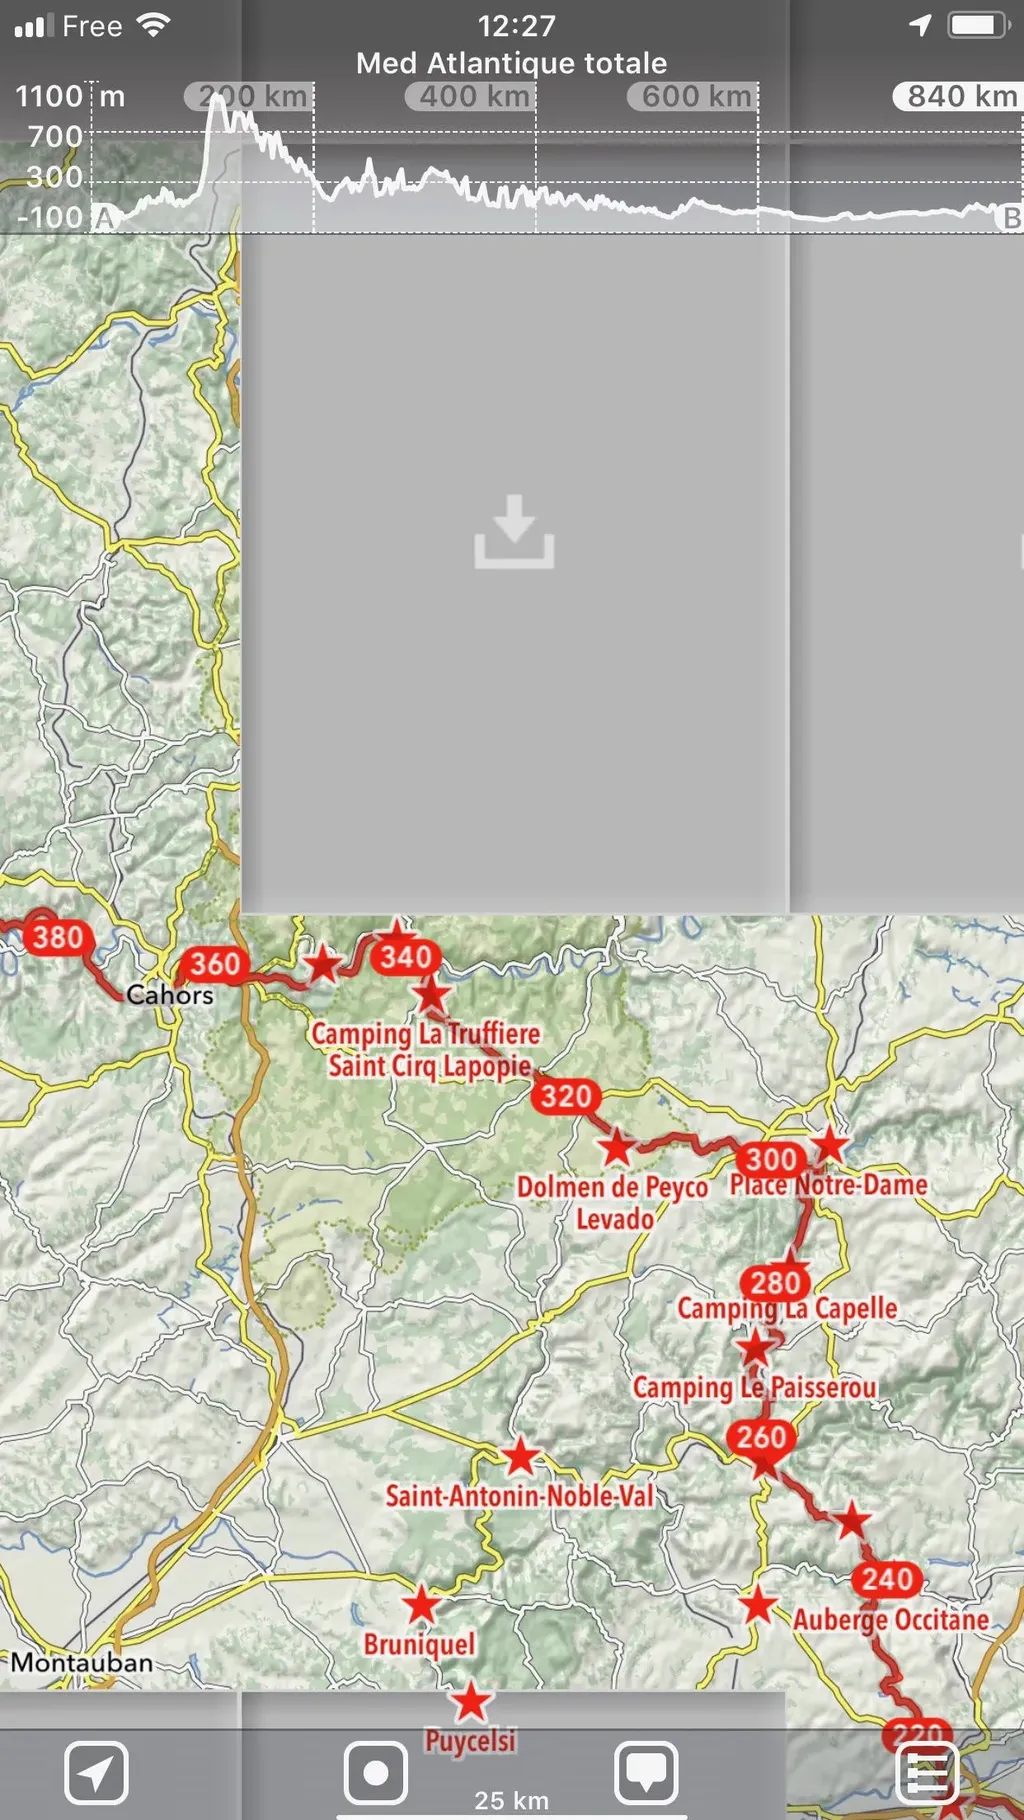 Free 12:27
Med Atlantique totale
1100 m 200 km 400 km 600 km 840 km
700
300
-100 A B
380
360
340
Cahors
Camping La Truffiere
Saint Cirq Lapopie
320
300
Dolmen de Peyco
Levado
Place Notre-Dame
280
Camping La Capelle
Camping Le Paisserou
260
Saint-Antonin-Noble-Val
240
Auberge Occitane
Bruniquel
Montauban
220
Puycelsi
25 km